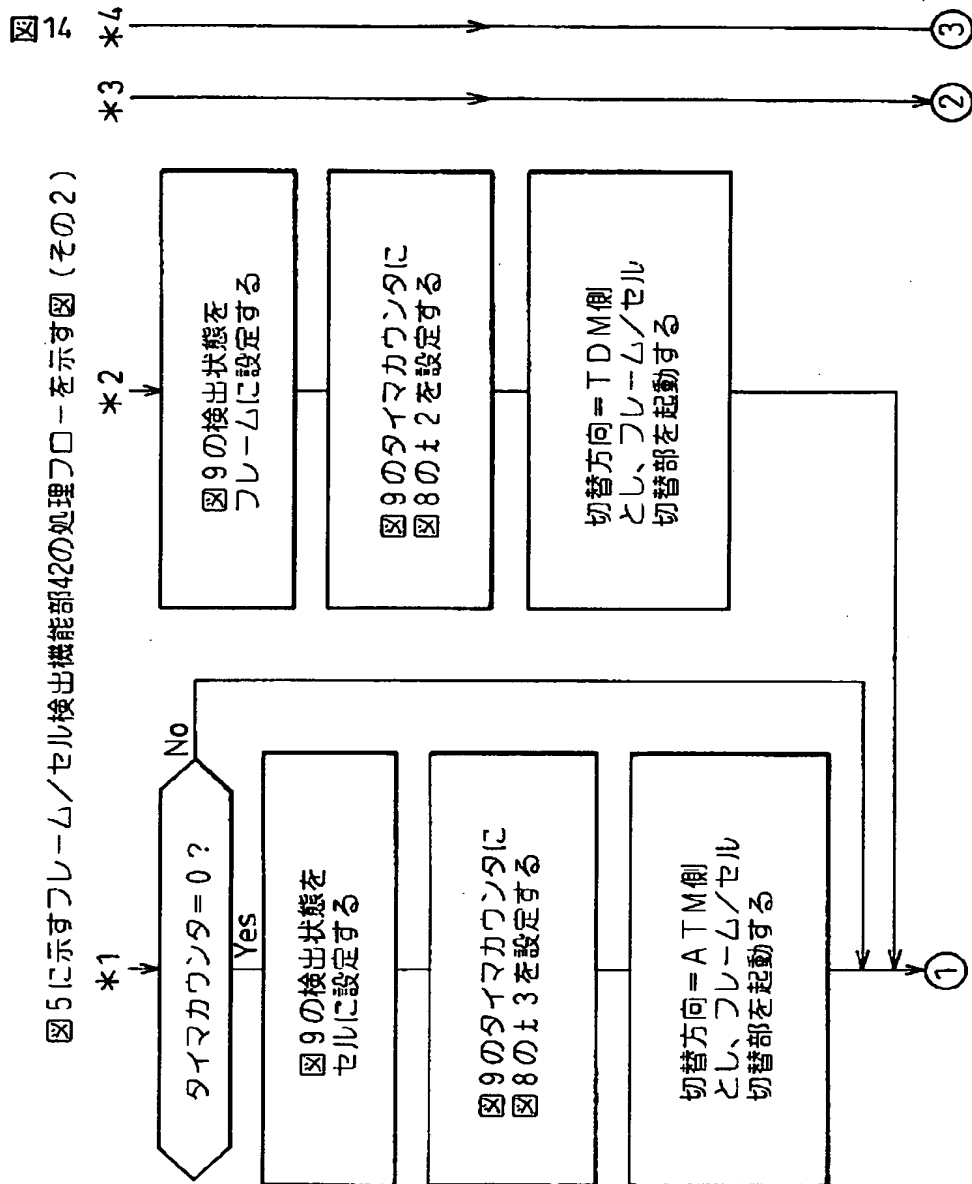 図14
図5に示すフレーム/セル検出機能部42の処理フローを示す図(その2)
*1
*2
*3
*4
タイマカウンタ=0?
No
Yes
図9の検出状態を
セルに設定する
図9のタイマカウンタに
図8のt3を設定する
切替方向=ATM側
とし、フレーム/セル
切替部を起動する
図9の検出状態を
フレームに設定する
図9のタイマカウンタに
図8のt2を設定する
切替方向=TDM側
とし、フレーム/セル
切替部を起動する
1
2
3